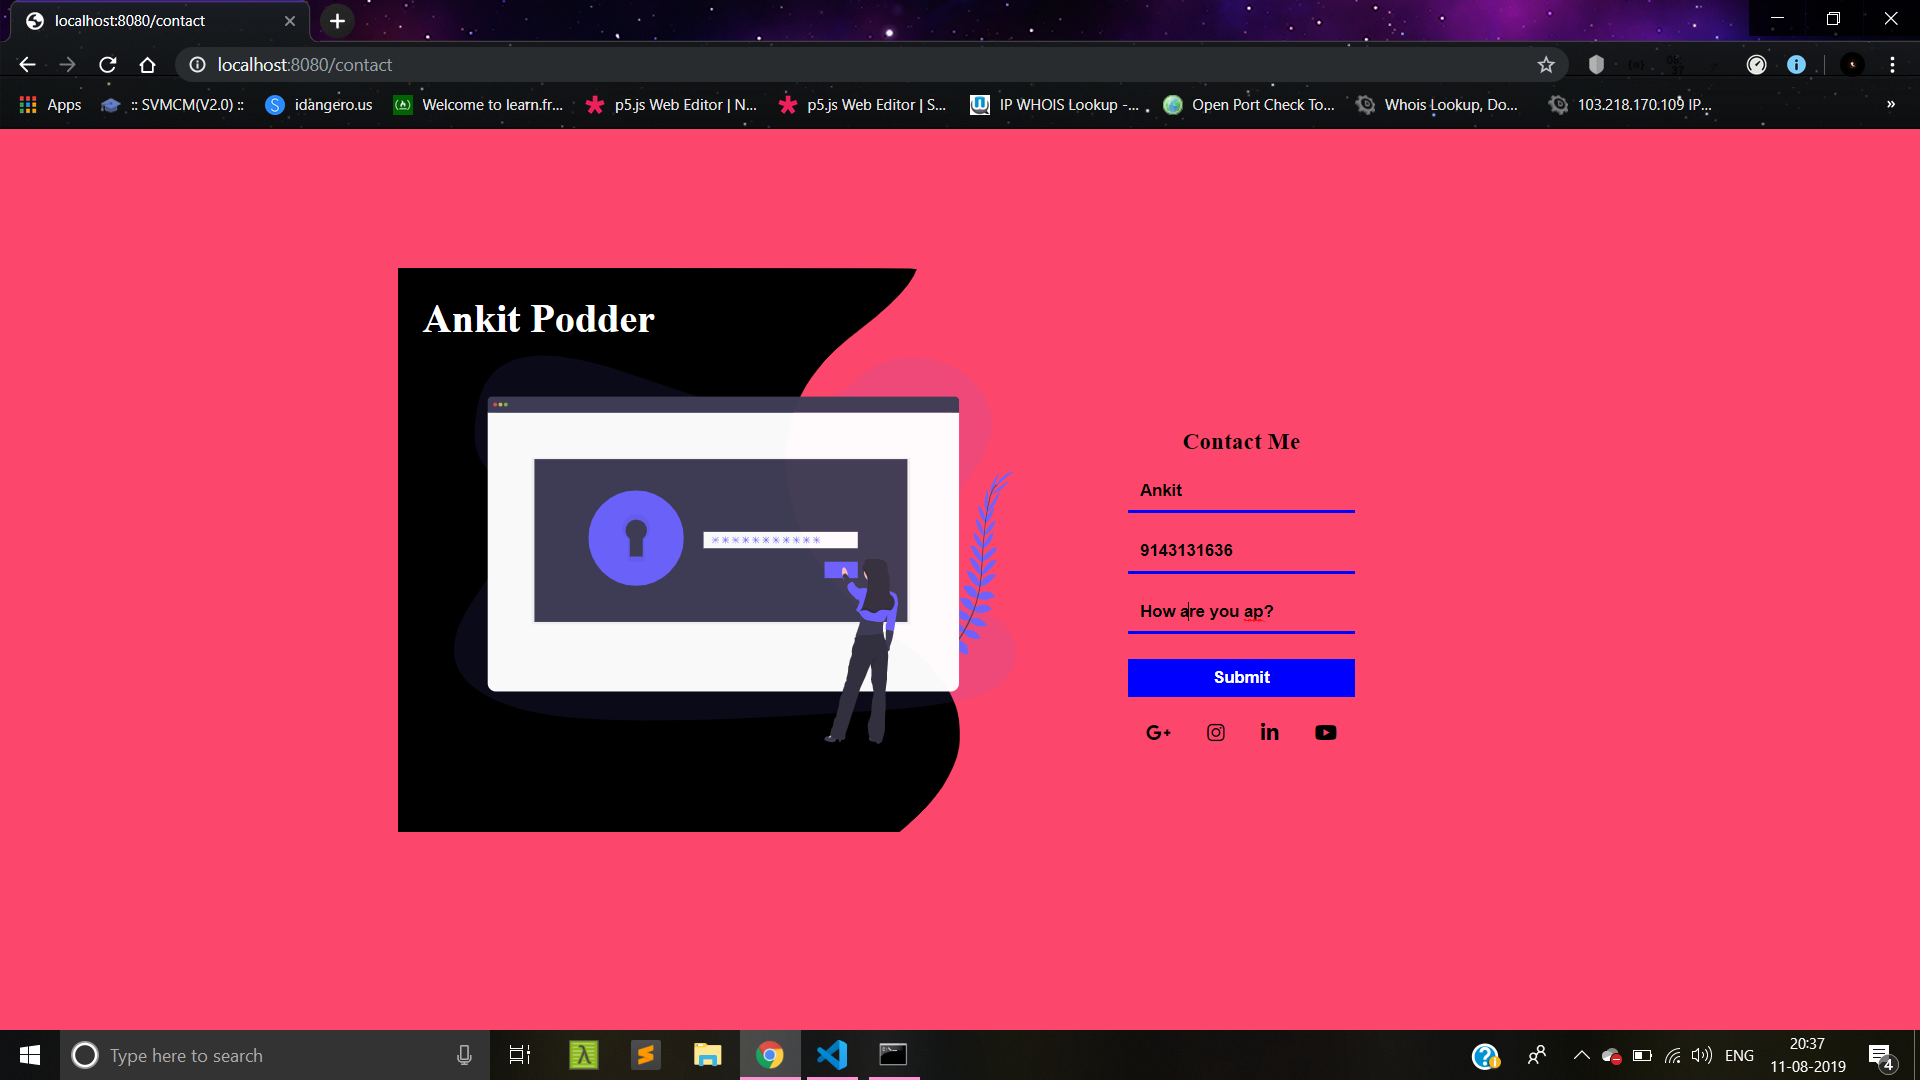 localhost:8080/contact
localhost:8080/contact
Apps
:: SVMCM(V2.0) ::
idangero.us
Welcome to learn.fr...
p5.js Web Editor | N...
p5.js Web Editor | S...
IP WHOIS Lookup -...
Open Port Check To...
Whois Lookup, Do...
103.218.170.109 IP...
»
Ankit Podder
***********
Contact Me
Ankit
9143131636
How are you ap?
Submit
G+
in
Type here to search
ENG
20:37
11-08-2019
4